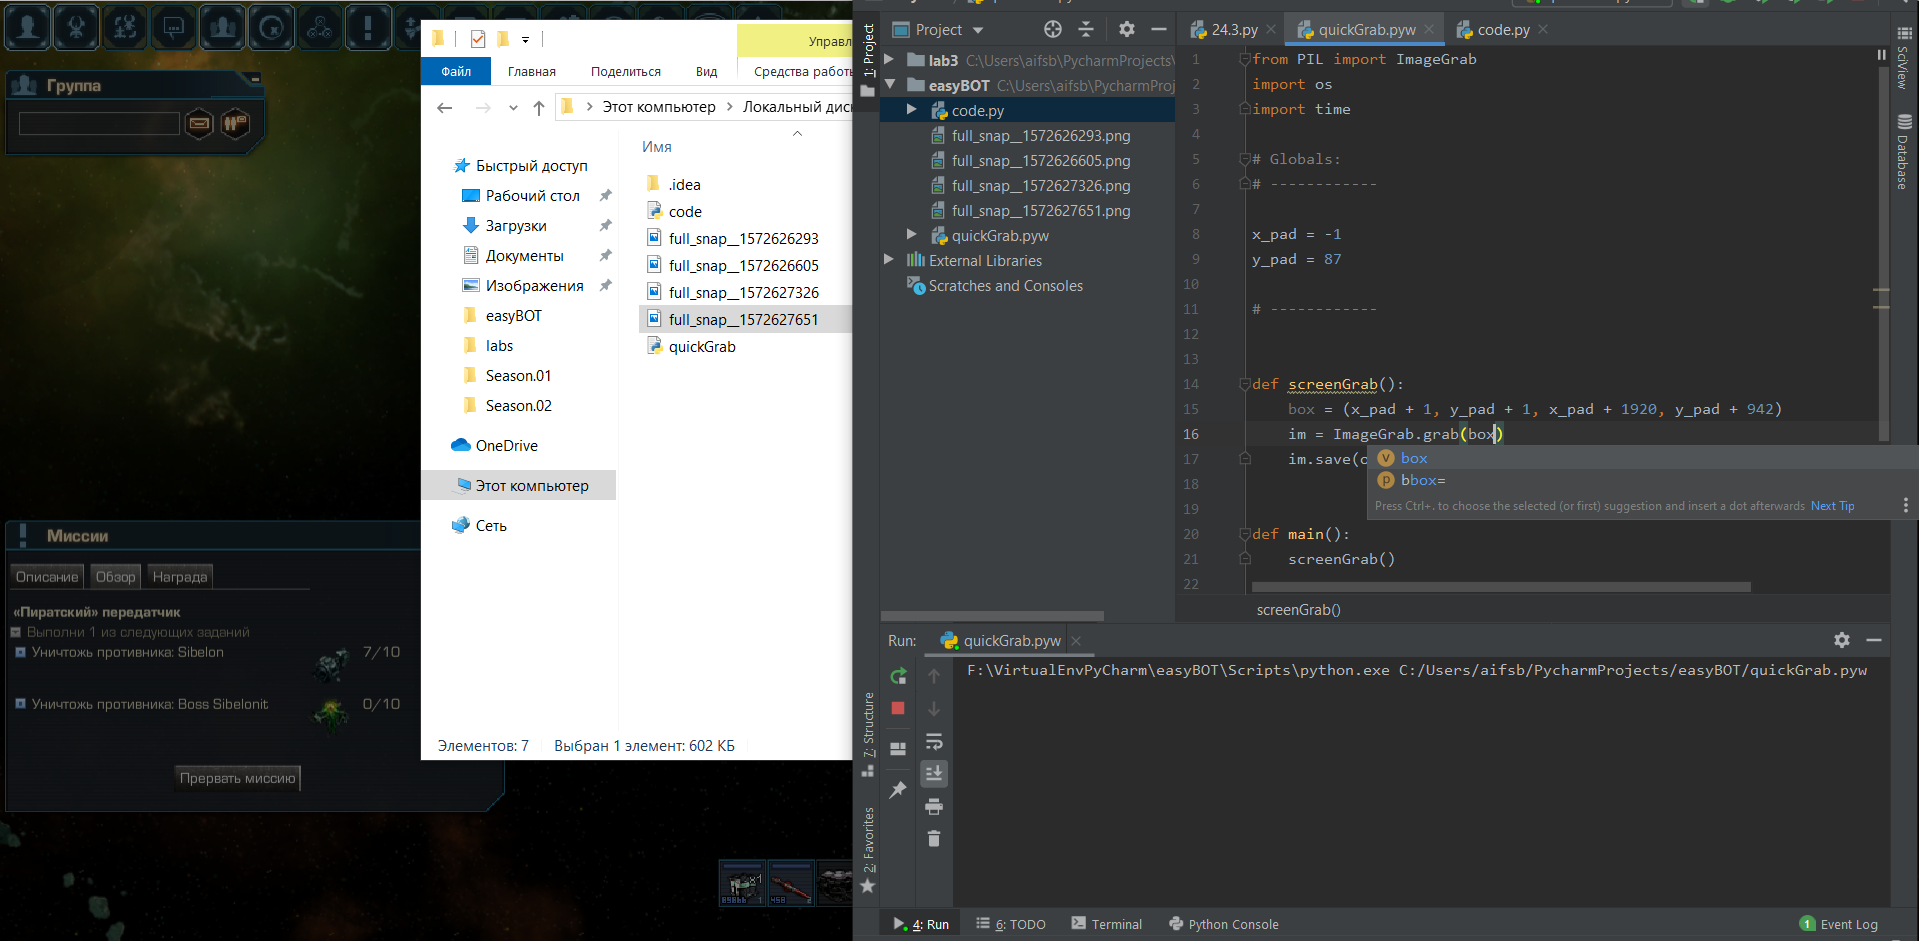 Группа
Миссии
Описание
Обзор
Награда
«Пиратский» передатчик
Выполни 1 из следующих заданий
Уничтожь противника: Sibelon
7/10
Уничтожь противника: Boss Sibelonit
0/10
Прервать миссию
Управл
Файл
Главная
Поделиться
Вид
Средства работь
Этот компьютер
Локальный дис
Имя
Быстрый доступ
Рабочий стол
Загрузки
Документы
Изображения
easyBOT
labs
Season.01
Season.02
OneDrive
Этот компьютер
Сеть
.idea
code
full_snap__1572626293
full_snap__1572626605
full_snap__1572627326
full_snap__1572627651
quickGrab
Элементов: 7
Выбран 1 элемент: 602 КБ
1: Project
7: Structure
2: Favorites
Project
lab3 C:\Users\aifsb\PycharmProjects\
easyBOT C:\Users\aifsb\PycharmProj
code.py
full_snap__1572626293.png
full_snap__1572626605.png
full_snap__1572627326.png
full_snap__1572627651.png
quickGrab.pyw
External Libraries
Scratches and Consoles
24.3.py
quickGrab.pyw
code.py
1 from PIL import ImageGrab
2 import os
3 import time
4
5 # Globals:
6 # ------------
7
8 x_pad = -1
9 y_pad = 87
10
11 # ------------
12
13
14 def screenGrab():
15 box = (x_pad + 1, y_pad + 1, x_pad + 1920, y_pad + 942)
16 im = ImageGrab.grab(box)
17 im.save(o
18
19
20 def main():
21 screenGrab()
22
box
bbox=
Press Ctrl+. to choose the selected (or first) suggestion and insert a dot afterwards Next Tip
screenGrab()
SciView
Database
Run:
quickGrab.pyw
F:\VirtualEnvPyCharm\easyBOT\Scripts\python.exe C:/Users/aifsb/PycharmProjects/easyBOT/quickGrab.pyw
4: Run
6: TODO
Terminal
Python Console
1 Event Log